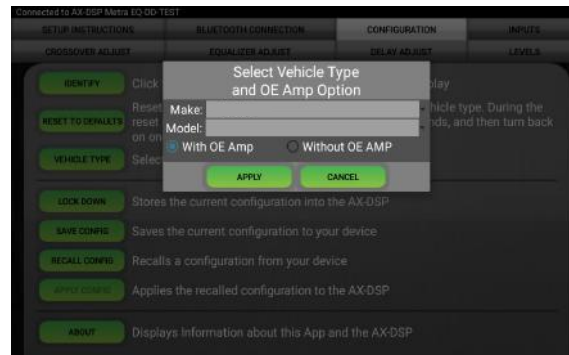 Connected to AX-DSP Metra EQ-OD-TEST
SETUP INSTRUCTIONS BLUETOOTH CONNECTION CONFIGURATION INPUTS
CROSSOVER ADJUST EQUALIZER ADJUST DELAY ADJUST LEVELS
Select Vehicle Type
and OE Amp Option
IDENTIFY Click play
Make:
RESET TO DEFAULTS Reset hicle type. During the
reset nds, and then turn back
Model:
on on
With OE Amp Without OE AMP
VEHICLE TYPE Selec
APPLY CANCEL
LOCK DOWN Stores the current configuration into the AX-DSP
SAVE CONFIG Saves the current configuration to your device
RECALL CONFIG Recalls a configuration from your device
APPLY CONFIG Applies the recalled configuration to the AX-DSP
ABOUT Displays Information about this App and the AX-DSP